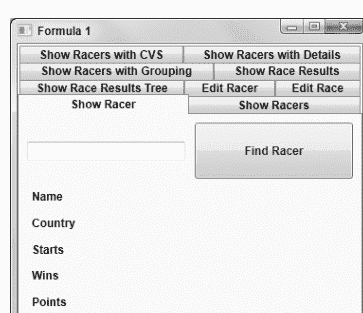 Formula 1
Show Racers with CVS Show Racers with Details
Show Racers with Grouping Show Race Results
Show Race Results Tree Edit Racer Edit Race
Show Racer Show Racers
Find Racer
Name
Country
Starts
Wins
Points